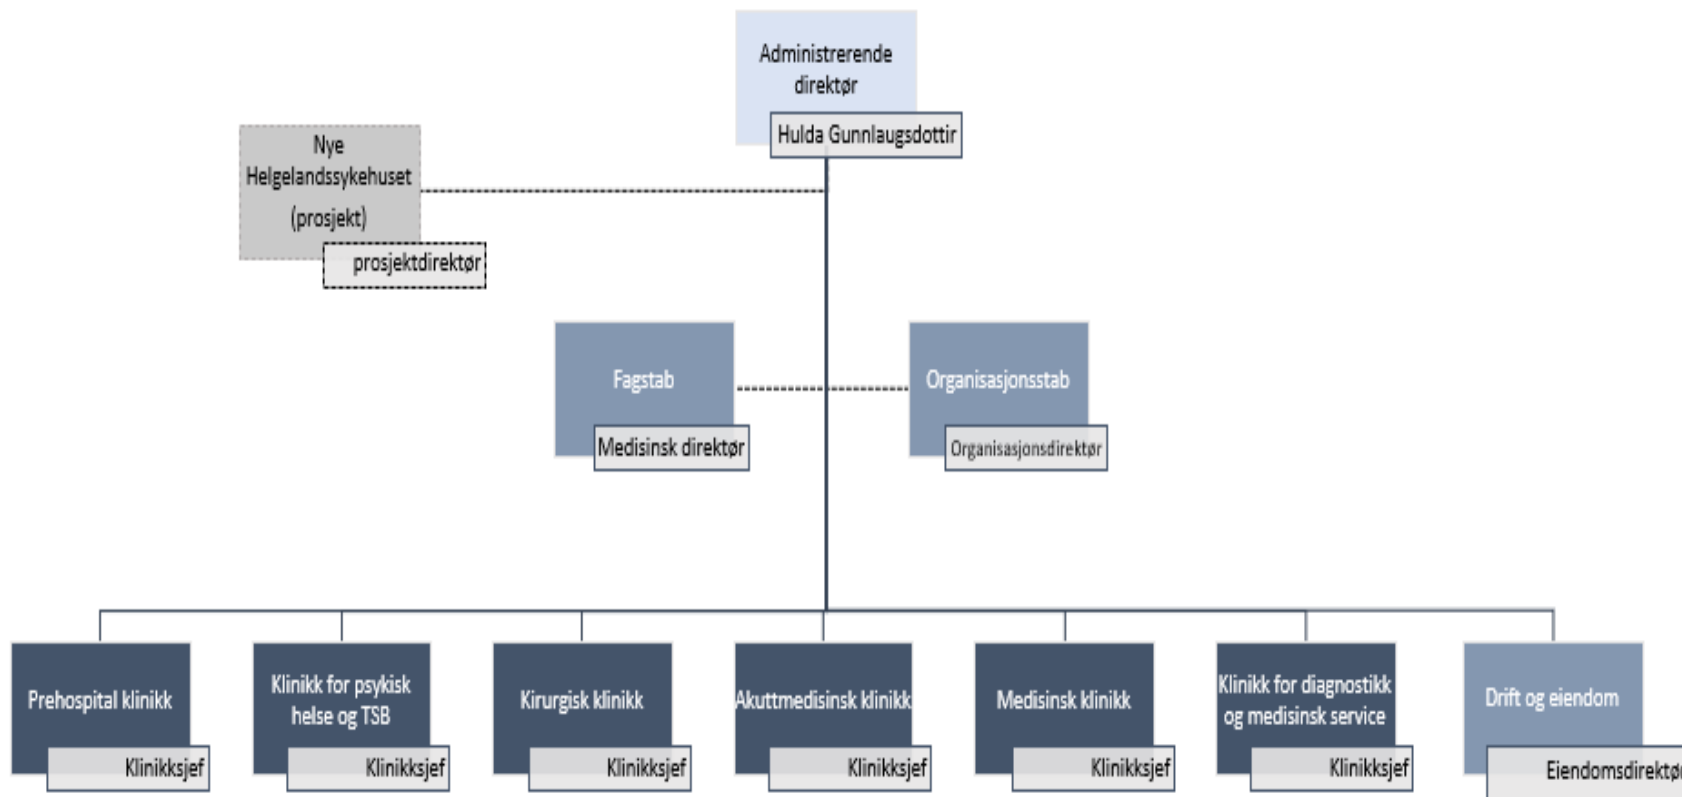 Administrerende
direktør
Hulda Gunnlaugsdottir
Nye
Helgelandssykehuset
(prosjekt)
prosjektdirektør
Fagstab
Medisinsk direktør
Organisasjonsstab
Organisasjonsdirektør
Prehospital klinikk
Klinikksjef
Klinikk for psykisk
helse og TSB
Klinikksjef
Kirurgisk klinikk
Klinikksjef
Akuttmedisinsk klinikk
Klinikksjef
Medisinsk klinikk
Klinikksjef
Klinikk for diagnostikk
og medisinsk service
Klinikksjef
Drift og eiendom
Eiendomsdirektø